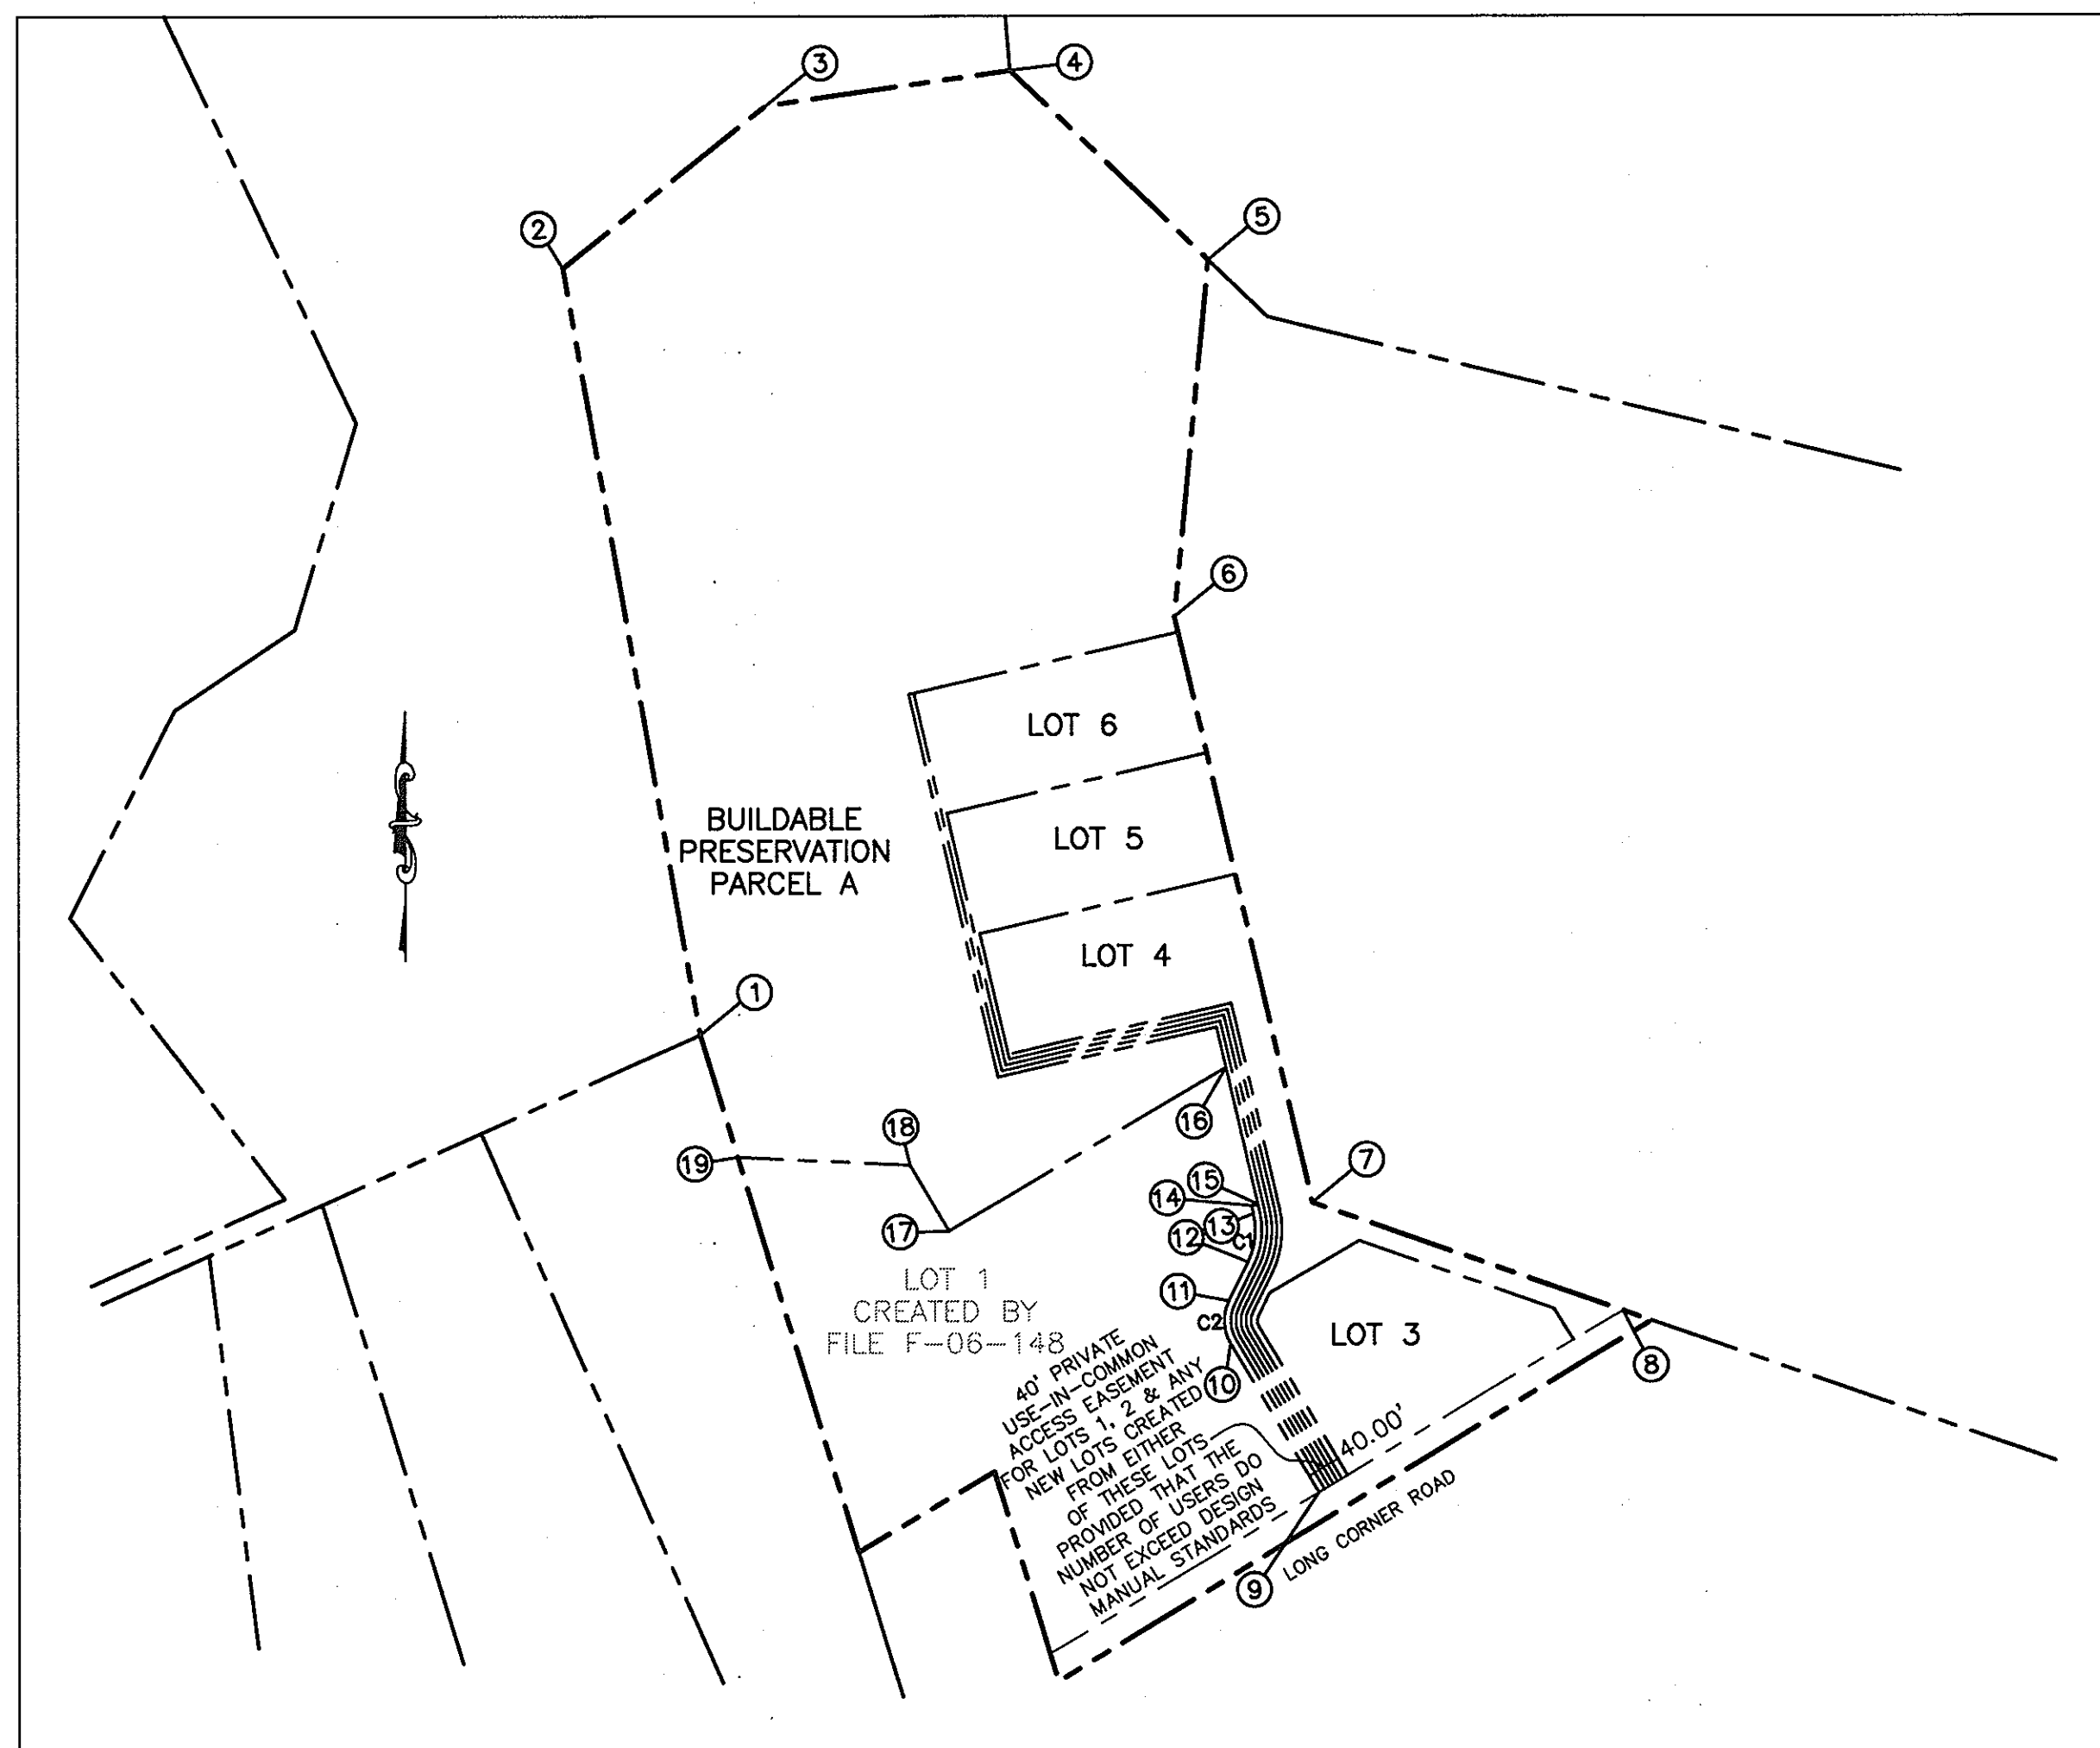 3
4
2
5
6
LOT 6
BUILDABLE
PRESERVATION
PARCEL A
LOT 5
LOT 4
1
16
18
19
17
7
15
14
13
12
C1
11
C2
10
LOT 1
CREATED BY
FILE F-06-148
LOT 3
8
40' PRIVATE
USE-IN-COMMON
ACCESS EASEMENT
FOR LOTS 1, 2 & ANY
NEW LOTS CREATED
FROM EITHER
OF THESE LOTS
PROVIDED THAT THE
NUMBER OF USERS DO
NOT EXCEED DESIGN
MANUAL STANDARDS
40.00'
9
LONG CORNER ROAD